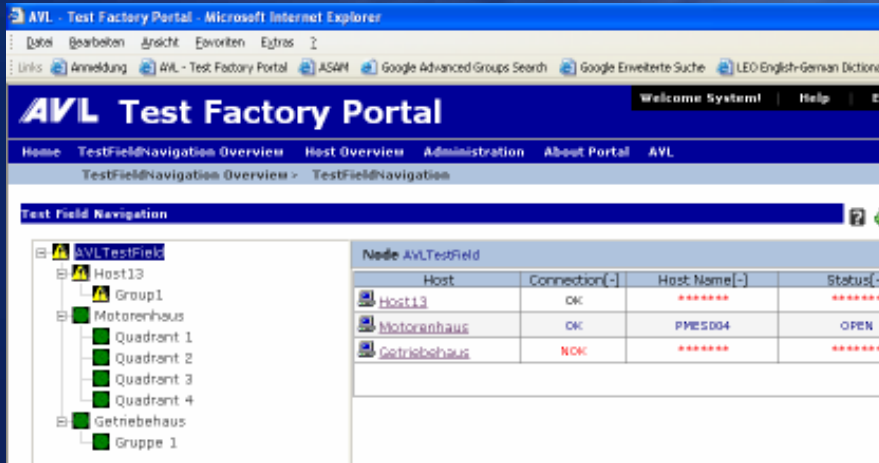 AVL - Test Factory Portal - Microsoft Internet Explorer
Datei Bearbeiten Ansicht Favoriten Extras ?
Links Anmeldung AVL - Test Factory Portal ASAM Google Advanced Groups Search Google Erweiterte Suche LEO English-German Dictiona
Welcome System! | Help | E
AVL Test Factory Portal
Home TestFieldNavigation Overview Host Overview Administration About Portal AVL
TestFieldNavigation Overview > TestFieldNavigation
Test Field Navigation
AVLTestField
Host13
Group1
Motorenhaus
Quadrant 1
Quadrant 2
Quadrant 3
Quadrant 4
Getriebehaus
Gruppe 1
Node AVLTestField
Host Connection[-] Host Name[-] Status[-
Host13 OK ******* *******
Motorenhaus OK PMES004 OPEN
Getriebehaus NOK ******* *******